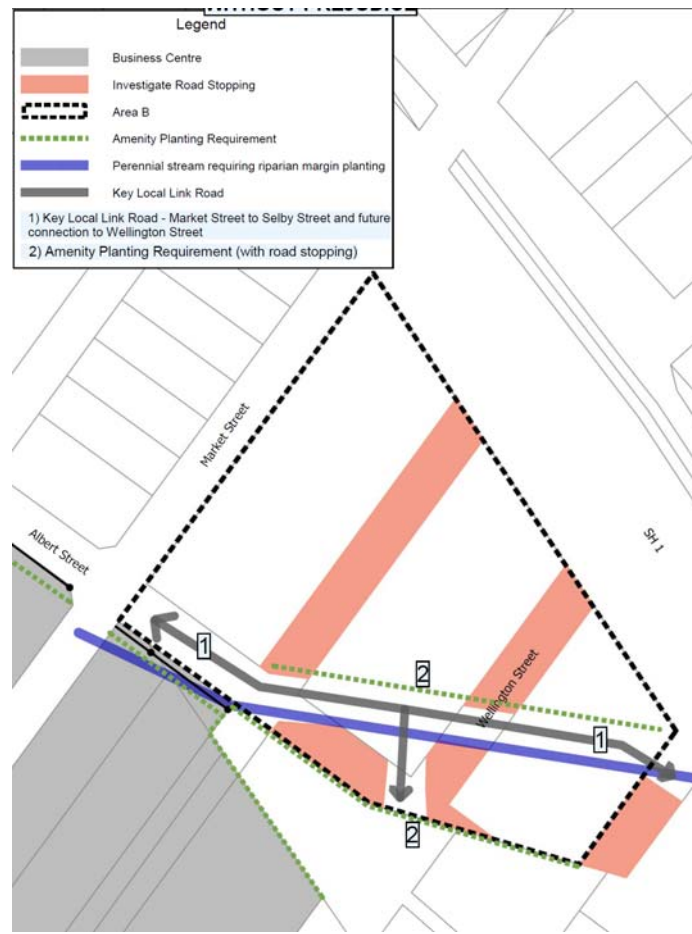 WITHOUT PREJUDICE
Legend
Business Centre
Investigate Road Stopping
Area B
Amenity Planting Requirement
Perennial stream requiring riparian margin planting
Key Local Link Road
1) Key Local Link Road - Market Street to Selby Street and future
connection to Wellington Street
2) Amenity Planting Requirement (with road stopping)
Market Street
Albert Street
SH 1
1
2
Wellington Street
1
2